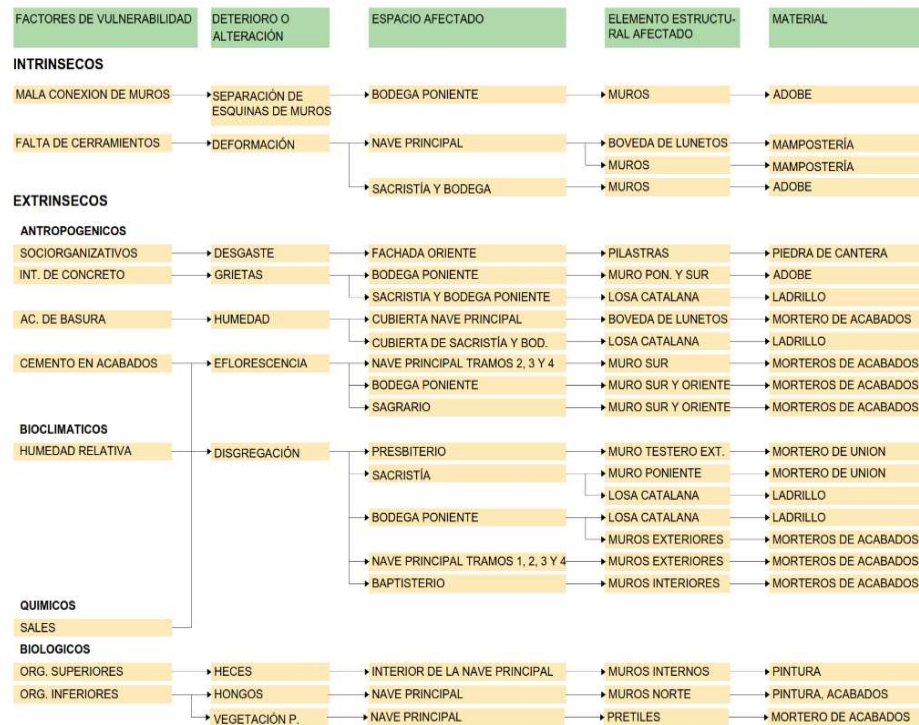 FACTORES DE VULNERABILIDAD DETERIORO O ALTERACIÓN ESPACIO AFECTADO ELEMENTO ESTRUCTU-RAL AFECTADO MATERIAL
INTRINSECOS
MALA CONEXION DE MUROS SEPARACIÓN DE ESQUINAS DE MUROS BODEGA PONIENTE MUROS ADOBE
FALTA DE CERRAMIENTOS DEFORMACIÓN NAVE PRINCIPAL BOVEDA DE LUNETOS MAMPOSTERÍA
MUROS MAMPOSTERÍA
SACRISTÍA Y BODEGA MUROS ADOBE
EXTRINSECOS
ANTROPOGENICOS
SOCIORGANIZATIVOS DESGASTE FACHADA ORIENTE PILASTRAS PIEDRA DE CANTERA
INT. DE CONCRETO GRIETAS BODEGA PONIENTE MURO PON. Y SUR ADOBE
SACRISTIA Y BODEGA PONIENTE LOSA CATALANA LADRILLO
AC. DE BASURA HUMEDAD CUBIERTA NAVE PRINCIPAL BOVEDA DE LUNETOS MORTERO DE ACABADOS
CUBIERTA DE SACRISTÍA Y BOD. LOSA CATALANA LADRILLO
CEMENTO EN ACABADOS EFLORESCENCIA NAVE PRINCIPAL TRAMOS 2, 3 Y 4 MURO SUR MORTEROS DE ACABADOS
BODEGA PONIENTE MURO SUR Y ORIENTE MORTEROS DE ACABADOS
SAGRARIO MURO SUR Y ORIENTE MORTEROS DE ACABADOS
BIOCLIMATICOS
HUMEDAD RELATIVA DISGREGACIÓN PRESBITERIO MURO TESTERO EXT. MORTERO DE UNION
SACRISTÍA MURO PONIENTE MORTERO DE UNION
LOSA CATALANA LADRILLO
BODEGA PONIENTE LOSA CATALANA LADRILLO
MUROS EXTERIORES MORTEROS DE ACABADOS
NAVE PRINCIPAL TRAMOS 1, 2, 3 Y 4 MUROS EXTERIORES MORTEROS DE ACABADOS
BAPTISTERIO MUROS INTERIORES MORTEROS DE ACABADOS
QUIMICOS
SALES
BIOLOGICOS
ORG. SUPERIORES HECES INTERIOR DE LA NAVE PRINCIPAL MUROS INTERNOS PINTURA
ORG. INFERIORES HONGOS NAVE PRINCIPAL MUROS NORTE PINTURA, ACABADOS
VEGETACIÓN P. NAVE PRINCIPAL PRETILES MORTERO DE ACABADOS